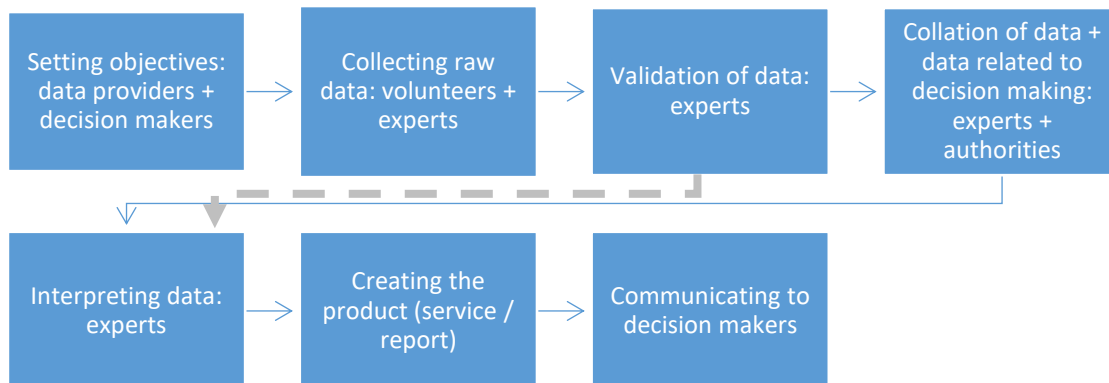 Setting objectives:
data providers +
decision makers
Collecting raw
data: volunteers +
experts
Validation of data:
experts
Collation of data +
data related to
decision making:
experts +
authorities
Interpreting data:
experts
Creating the
product (service /
report)
Communicating to
decision makers